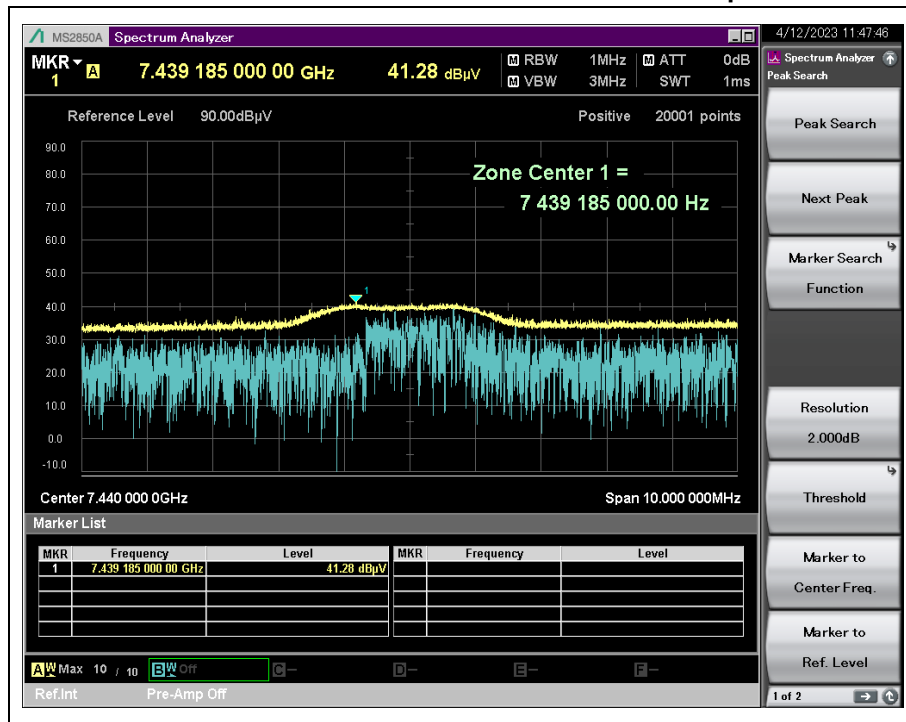 MS2850A Spectrum Analyzer
4/12/2023 11:47:46
MKR 1 A 7.439 185 000 00 GHz 41.28 dBµV
M RBW 1MHz M ATT 0dB
M VBW 3MHz SWT 1ms
Spectrum Analyzer
Peak Search
Reference Level 90.00dBµV Positive 20001 points
90.0
80.0
70.0
60.0
50.0
40.0
30.0
20.0
10.0
0.0
-10.0
Zone Center 1 =
7 439 185 000.00 Hz
1
Center 7.440 000 0GHz Span 10.000 000MHz
Marker List
MKR Frequency Level MKR Frequency Level
1 7.439 185 000 00 GHz 41.28 dBµV
A W Max 10 / 10 B W Off C – D – E – F –
Ref.Int Pre-Amp Off
Peak Search
Next Peak
Marker Search
Function
Resolution
2.000dB
Threshold
Marker to
Center Freq.
Marker to
Ref. Level
1 of 2